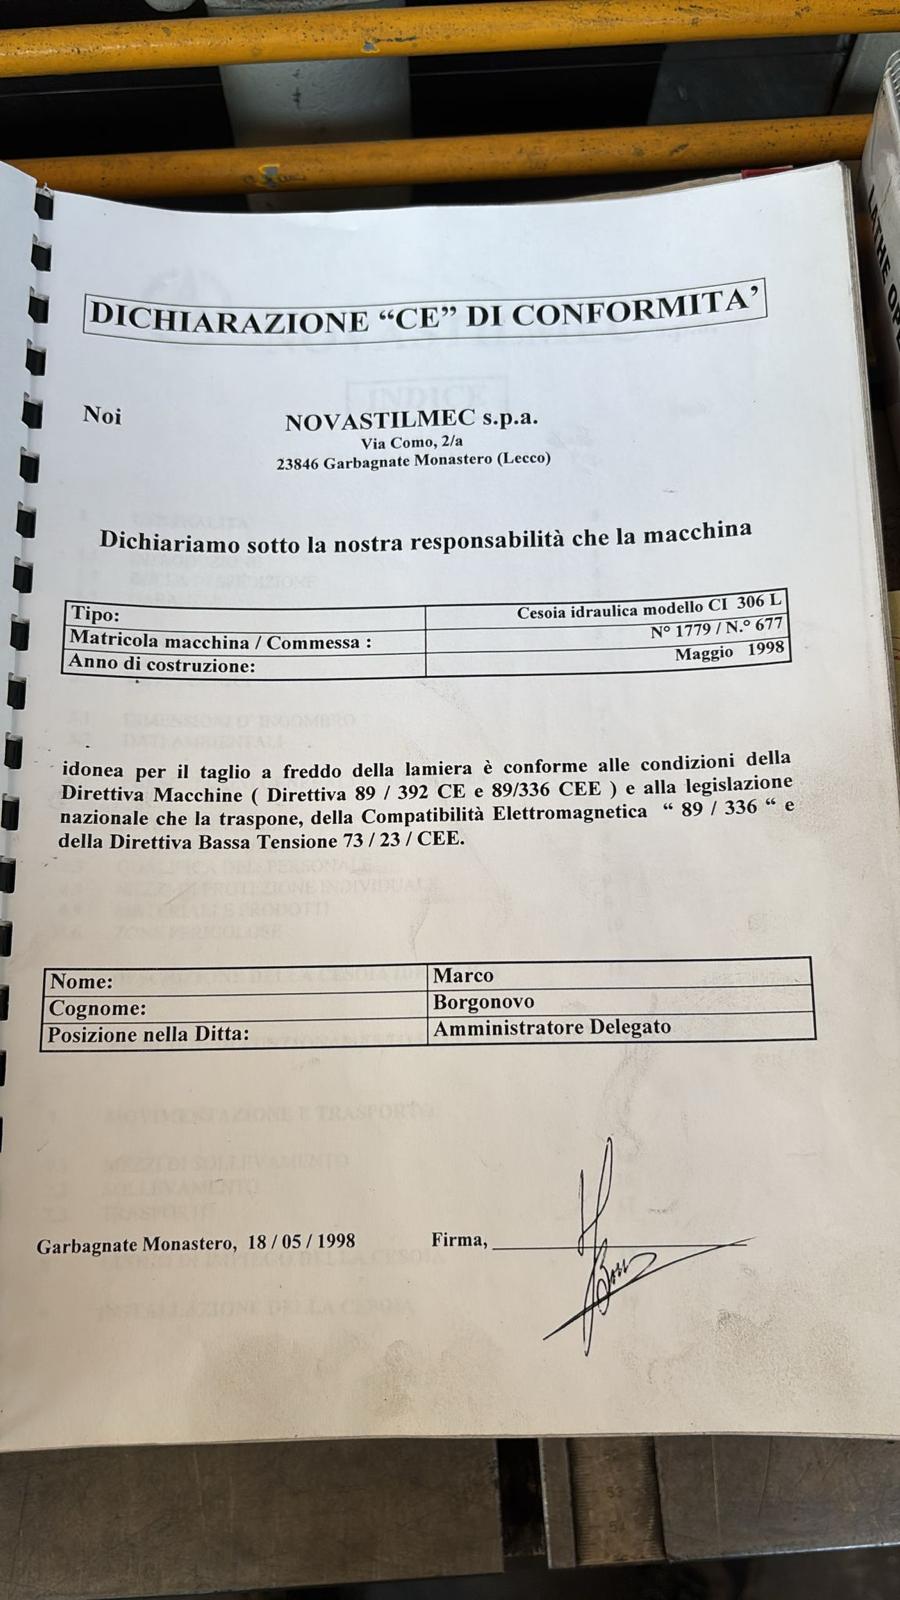 DICHIARAZIONE “CE” DI CONFORMITA’
Noi
NOVASTILMEC s.p.a.
Via Como, 2/a
23846 Garbagnate Monastero (Lecco)
Dichiariamo sotto la nostra responsabilità che la macchina
Tipo: Cesoia idraulica modello CI 306 L
Matricola macchina / Commessa : N° 1779 / N.° 677
Anno di costruzione: Maggio 1998
idonea per il taglio a freddo della lamiera è conforme alle condizioni della
Direttiva Macchine ( Direttiva 89 / 392 CE e 89/336 CEE ) e alla legislazione
nazionale che la traspone, della Compatibilità Elettromagnetica “ 89 / 336 “ e
della Direttiva Bassa Tensione 73 / 23 / CEE.
Nome: Marco
Cognome: Borgonovo
Posizione nella Ditta: Amministratore Delegato
Garbagnate Monastero, 18 / 05 / 1998 Firma,
LATHE
INDICE
53